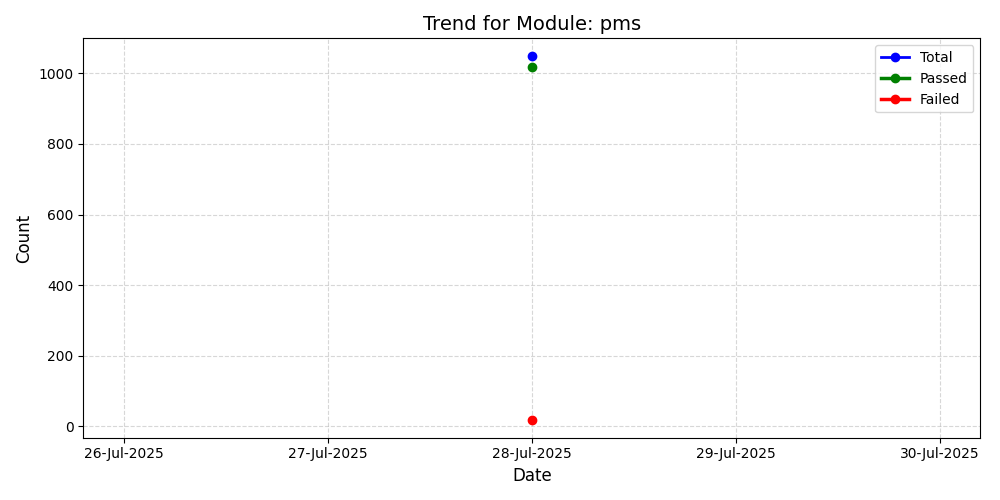 Trend for Module: pms
Total
Passed
Failed
1000
800
600
400
200
0
Count
26-Jul-2025
27-Jul-2025
28-Jul-2025
29-Jul-2025
30-Jul-2025
Date